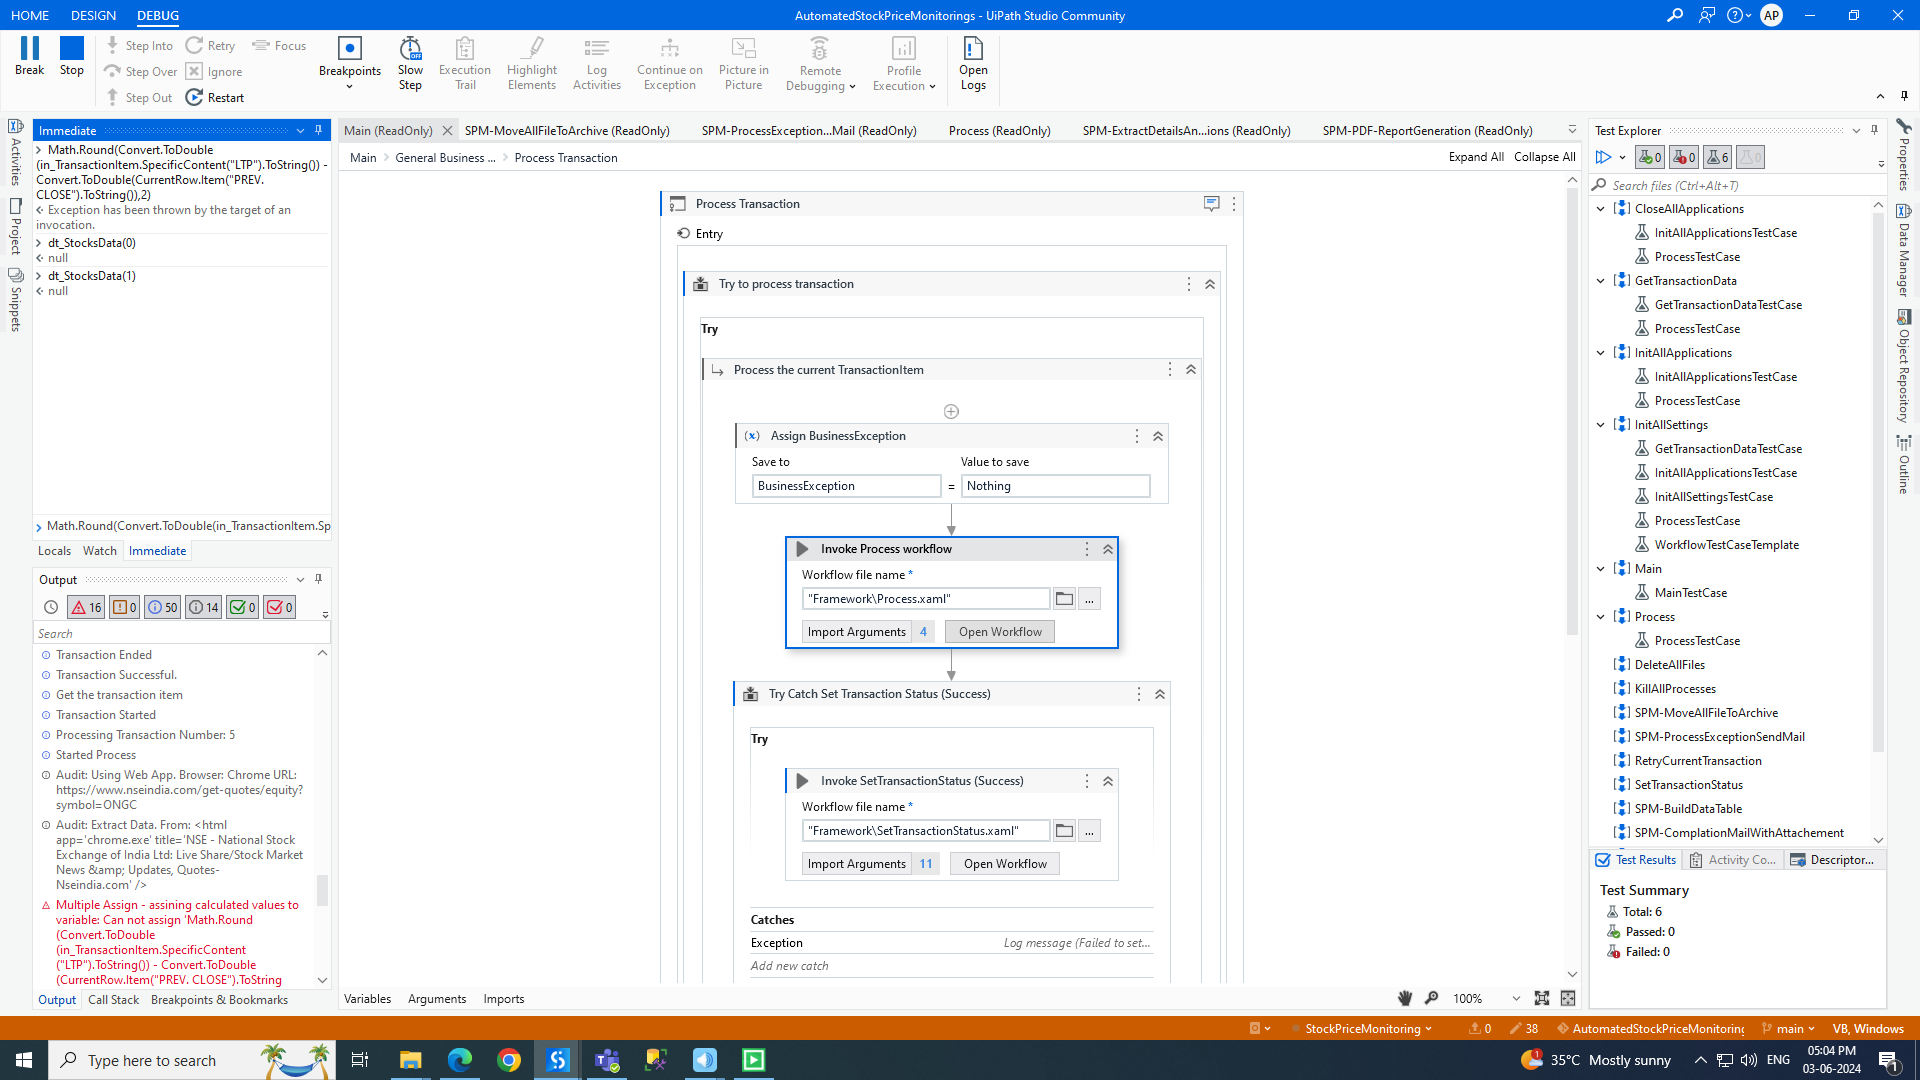 HOME DESIGN DEBUG
AutomatedStockPriceMonitorings - UiPath Studio Community
AP
Break
Stop
Step Into
Step Over
Step Out
Retry
Ignore
Restart
Focus
Breakpoints
Slow Step
Execution Trail
Highlight Elements
Log Activities
Continue on Exception
Picture in Picture
Remote Debugging
Profile Execution
Open Logs
Activities
Project
Snippets
Immediate
Math.Round(Convert.ToDouble
(in_TransactionItem.SpecificContent("LTP").ToString()) -
Convert.ToDouble(CurrentRow.Item("PREV.
CLOSE").ToString()),2)
Exception has been thrown by the target of an
invocation.
dt_StocksData(0)
null
dt_StocksData(1)
null
Math.Round(Convert.ToDouble(in_TransactionItem.Sp
Locals Watch Immediate
Output
16 0 50 14 0 0
Search
Transaction Ended
Transaction Successful.
Get the transaction item
Transaction Started
Processing Transaction Number: 5
Started Process
Audit: Using Web App. Browser: Chrome URL:
https://www.nseindia.com/get-quotes/equity?
symbol=ONGC
Audit: Extract Data. From: <html
app='chrome.exe' title='NSE - National Stock
Exchange of India Ltd: Live Share/Stock Market
News &amp; Updates, Quotes-
Nseindia.com' />
Multiple Assign - assining calculated values to
variable: Can not assign 'Math.Round
(Convert.ToDouble
(in_TransactionItem.SpecificContent
("LTP").ToString()) - Convert.ToDouble
(CurrentRow.Item("PREV. CLOSE").ToString
Output Call Stack Breakpoints & Bookmarks
Main (ReadOnly)
SPM-MoveAllFileToArchive (ReadOnly)
SPM-ProcessException...Mail (ReadOnly)
Process (ReadOnly)
SPM-ExtractDetailsAn...ions (ReadOnly)
SPM-PDF-ReportGeneration (ReadOnly)
Main General Business ... Process Transaction
Expand All Collapse All
Process Transaction
Entry
Try to process transaction
Try
Process the current TransactionItem
(x) Assign BusinessException
Save to Value to save
BusinessException = Nothing
Invoke Process workflow
Workflow file name *
"Framework\Process.xaml"
...
Import Arguments 4 Open Workflow
Try Catch Set Transaction Status (Success)
Try
Invoke SetTransactionStatus (Success)
Workflow file name *
"Framework\SetTransactionStatus.xaml"
...
Import Arguments 11 Open Workflow
Catches
Exception Log message (Failed to set...
Add new catch
Variables Arguments Imports
100%
Test Explorer
0 0 6 0
Search files (Ctrl+Alt+T)
CloseAllApplications
InitAllApplicationsTestCase
ProcessTestCase
GetTransactionData
GetTransactionDataTestCase
ProcessTestCase
InitAllApplications
InitAllApplicationsTestCase
ProcessTestCase
InitAllSettings
GetTransactionDataTestCase
InitAllApplicationsTestCase
InitAllSettingsTestCase
ProcessTestCase
WorkflowTestCaseTemplate
Main
MainTestCase
Process
ProcessTestCase
DeleteAllFiles
KillAllProcesses
SPM-MoveAllFileToArchive
SPM-ProcessExceptionSendMail
RetryCurrentTransaction
SetTransactionStatus
SPM-BuildDataTable
SPM-ComplationMailWithAttachement
Test Results Activity Co... Descriptor...
Test Summary
Total: 6
Passed: 0
Failed: 0
Properties
Data Manager
Object Repository
Outline
StockPriceMonitoring 0 38 AutomatedStockPriceMonitoring main VB, Windows
Type here to search
1 35°C Mostly sunny
ENG
05:04 PM
03-06-2024
1